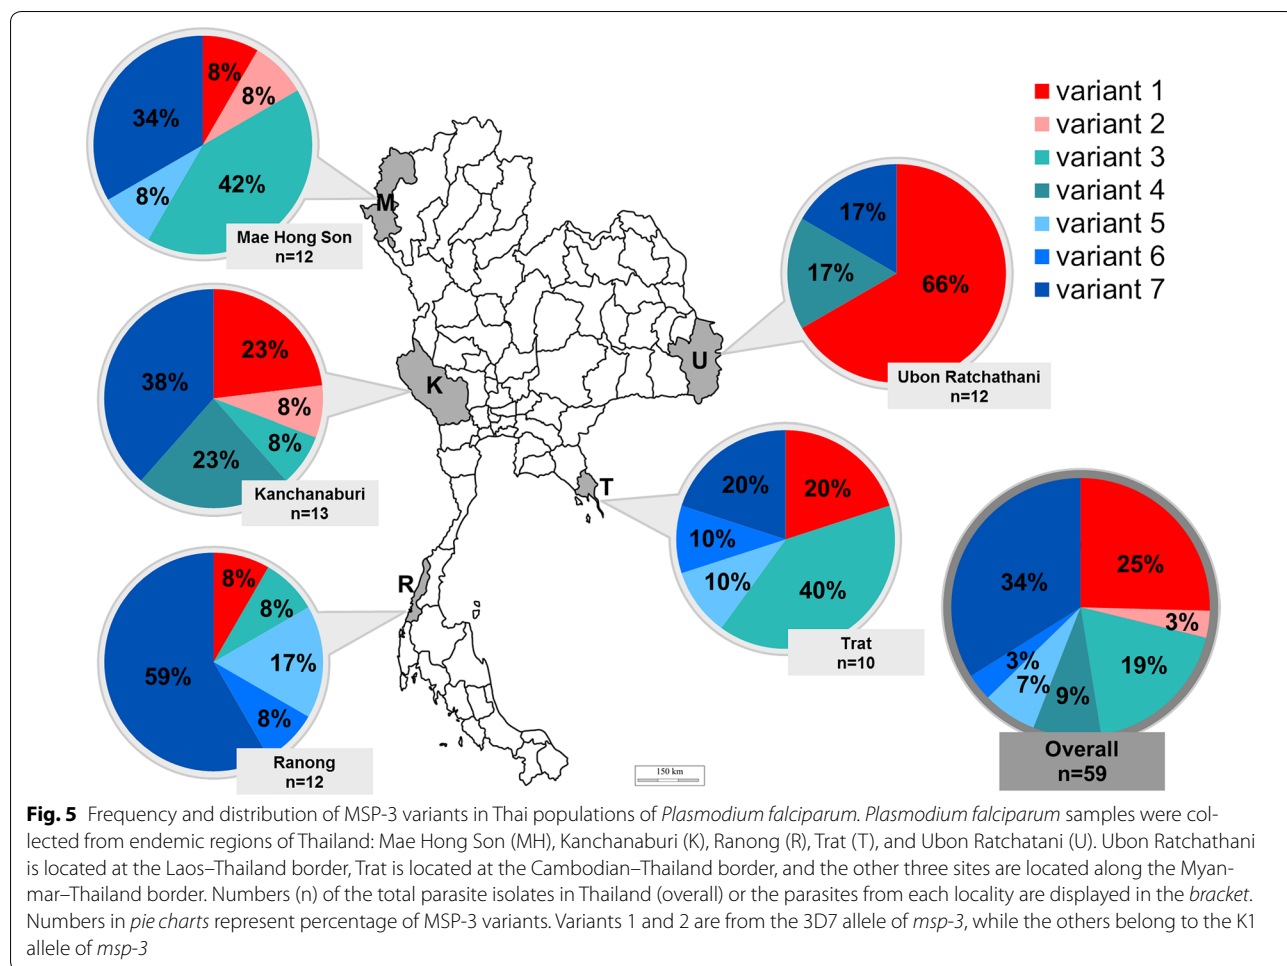 8%
8%
34%
42%
8%
M
Mae Hong Son
n=12
variant 1
variant 2
variant 3
variant 4
variant 5
variant 6
variant 7
17%
17%
66%
U
Ubon Ratchathani
n=12
23%
38%
8%
8%
23%
K
Kanchanaburi
n=13
T
20%
20%
10%
10%
40%
Trat
n=10
R
8%
8%
17%
59%
8%
Ranong
n=12
34%
25%
3%
3%
19%
7%
9%
Overall
n=59
150 km
Fig. 5 Frequency and distribution of MSP-3 variants in Thai populations of Plasmodium falciparum. Plasmodium falciparum samples were col-
lected from endemic regions of Thailand: Mae Hong Son (MH), Kanchanaburi (K), Ranong (R), Trat (T), and Ubon Ratchatani (U). Ubon Ratchathani
is located at the Laos–Thailand border, Trat is located at the Cambodian–Thailand border, and the other three sites are located along the Myan-
mar–Thailand border. Numbers (n) of the total parasite isolates in Thailand (overall) or the parasites from each locality are displayed in the bracket.
Numbers in pie charts represent percentage of MSP-3 variants. Variants 1 and 2 are from the 3D7 allele of msp-3, while the others belong to the K1
allele of msp-3